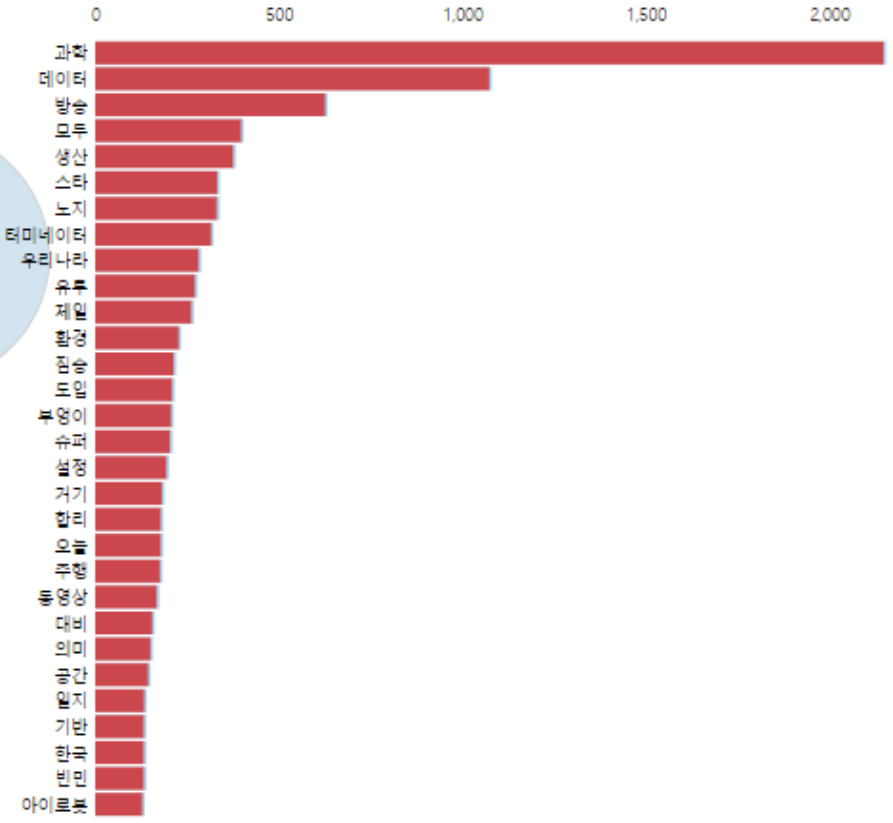 0 500 1,000 1,500 2,000
과학
데이터
방송
모두
생산
스타
노지
터미네이터
우리나라
유투
제일
환경
짐승
도입
부엉이
슈퍼
설정
거기
합리
오늘
주행
동영상
대비
의미
공간
일지
기반
한국
빈민
아이로봇